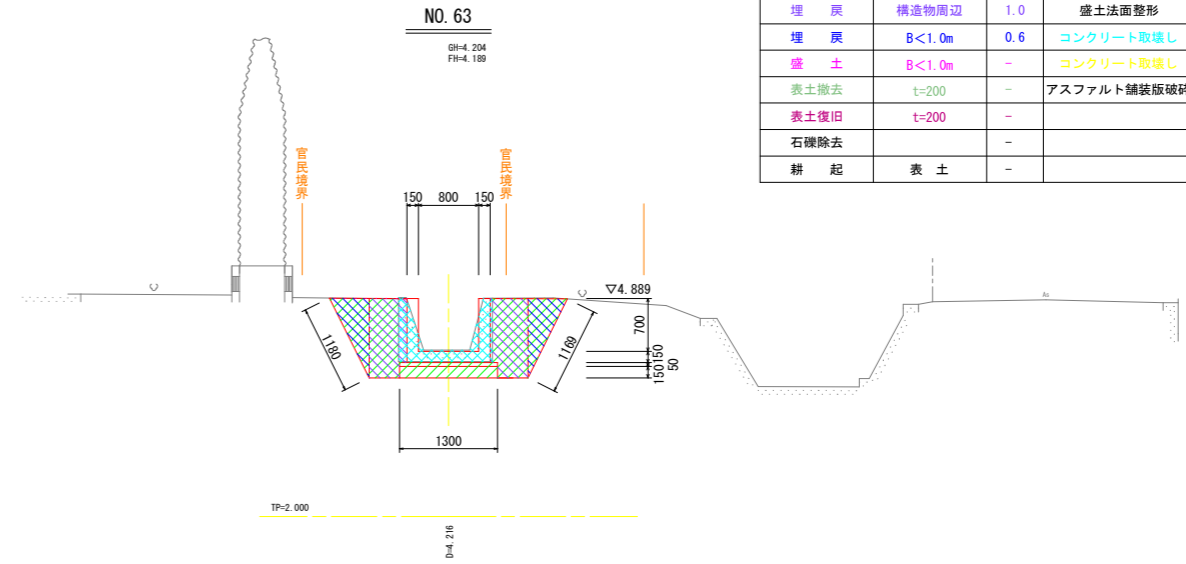 NO. 63
GH=4.204
FH=4.189
埋 戻 構造物周辺 1.0 盛土法面整形
埋 戻 B<1.0m 0.6 コンクリート取壊し
盛 土 B<1.0m - コンクリート取壊し
表土撤去 t=200 - アスファルト舗装版破砕
表土復旧 t=200 -
石礫除去 -
耕 起 表 土 -
官民境界
官民境界
150 800 150
▽4.889
As
700
150
50
150
1180
1169
1300
TP=2.000
D=4.216